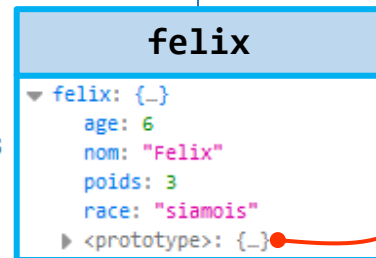 felix
felix: {…}
age: 6
nom: "Felix"
poids: 3
race: "siamois"
<prototype>: {…}